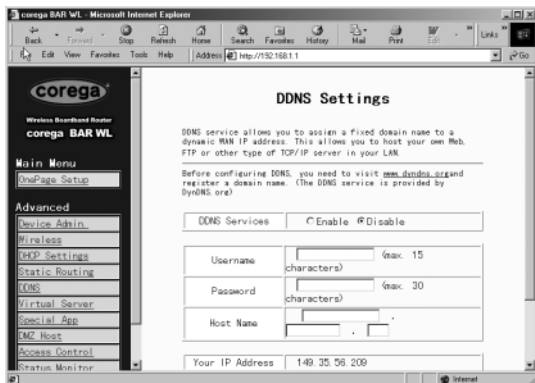 corega BAR WL - Microsoft Internet Explorer
Back Forward Stop Refresh Home Search Favorites History Mail Print Edit Links
Edit View Favorites Tools Help Address http://192.168.1.1 Go
corega
Wireless Boardband Router
corega BAR WL
Main Menu
OnePage Setup
Advanced
Device Admin.
Wireless
DHCP Settings
Static Routing
DDNS
Virtual Server
Special App
DMZ Host
Access Control
Status Monitor
DDNS Settings
DDNS service allows you to assign a fixed domain name to a
dynamic WAN IP address. This allows you to host your own Web,
FTP or other type of TCP/IP server in your LAN.
Before configuring DDNS, you need to visit www.dyndns.organd
register a domain name. (The DDNS service is provided by
DynDNS.org)
DDNS Services Enable Disable
Username (max. 15
characters)
Password (max. 30
characters)
Host Name .
.
Your IP Address 149.35.56.209
Internet